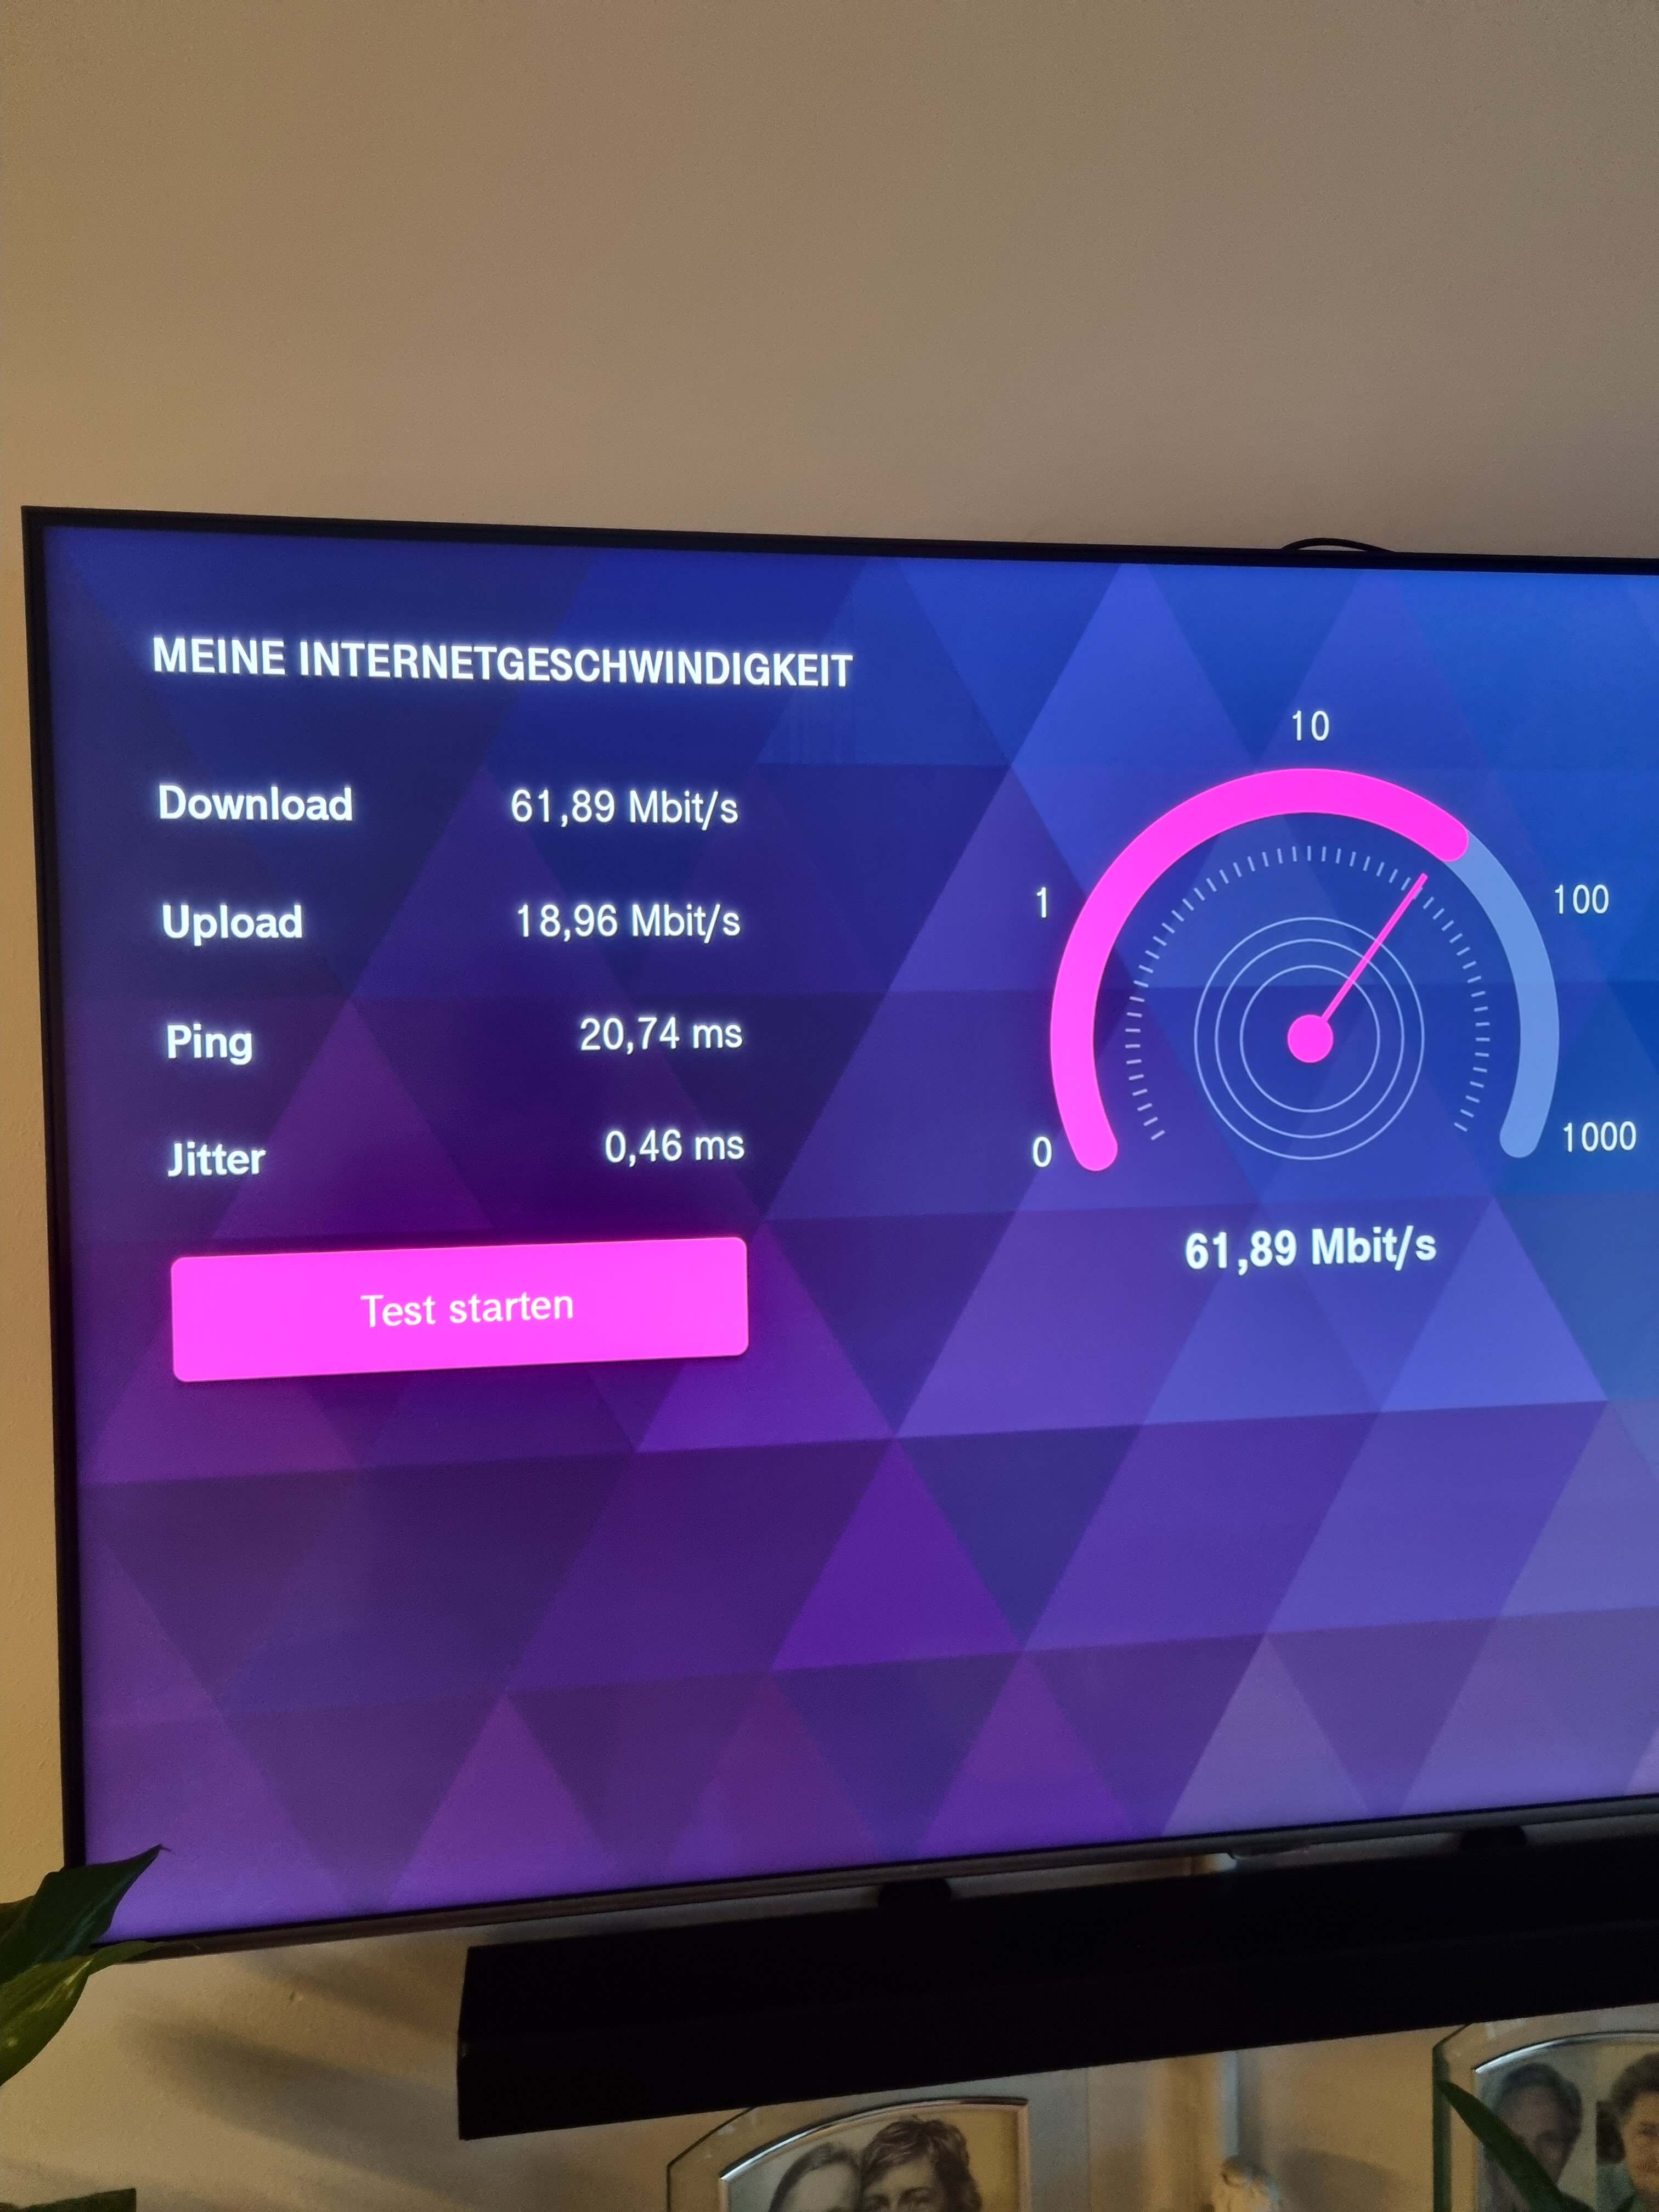 MEINE INTERNETGESCHWINDIGKEIT
Download 61,89 Mbit/s
Upload 18,96 Mbit/s
Ping 20,74 ms
Jitter 0,46 ms
Test starten
10
1
100
0
1000
61,89 Mbit/s